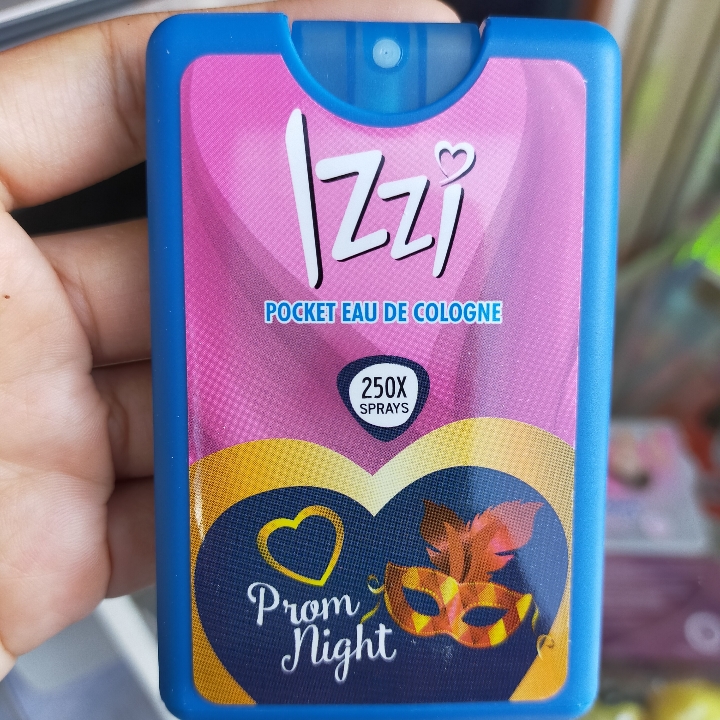 Izzi
POCKET EAU DE COLOGNE
250X
SPRAYS
Prom
Night